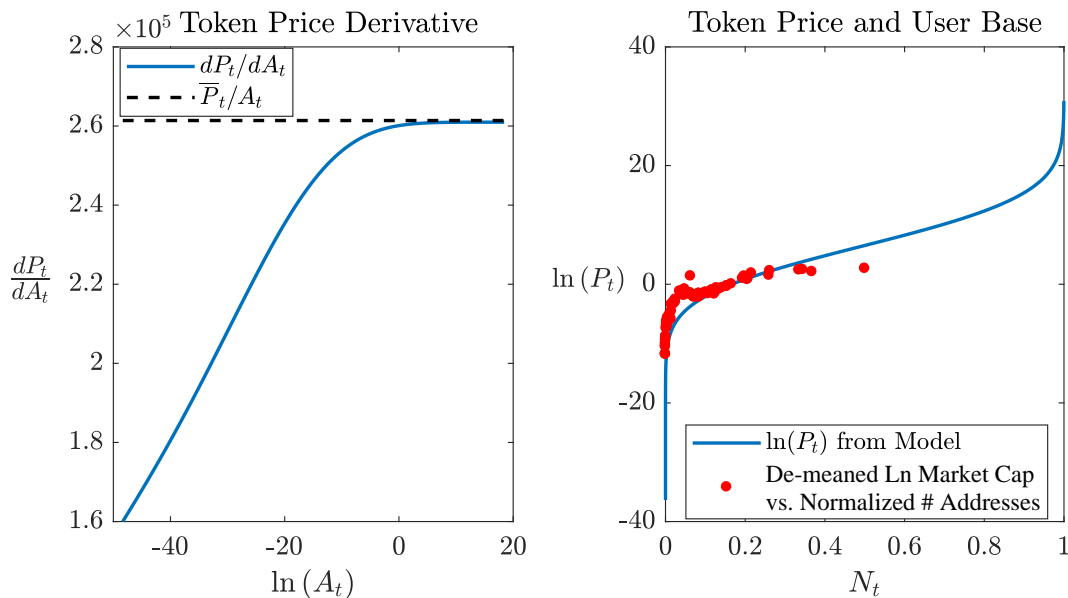 Token Price Derivative
×10⁵
2.8
2.6
2.4
2.2
2
1.8
1.6
dP_t/dA_t
P̅_t/A_t
dP_t
dA_t
-40
-20
0
20
ln (A_t)
Token Price and User Base
40
20
0
-20
-40
ln (P_t)
ln(P_t) from Model
De-meaned Ln Market Cap
vs. Normalized # Addresses
0
0.2
0.4
0.6
0.8
1
N_t